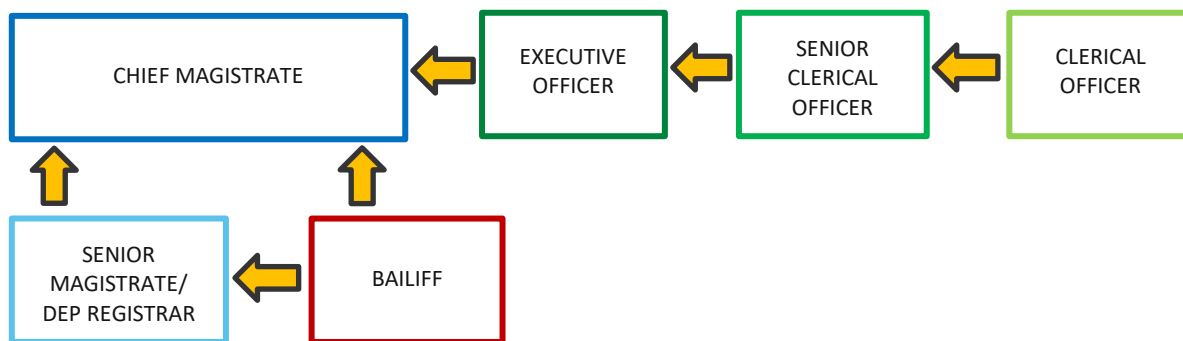 CHIEF MAGISTRATE
EXECUTIVE
OFFICER
SENIOR
CLERICAL
OFFICER
CLERICAL
OFFICER
SENIOR
MAGISTRATE/
DEP REGISTRAR
BAILIFF